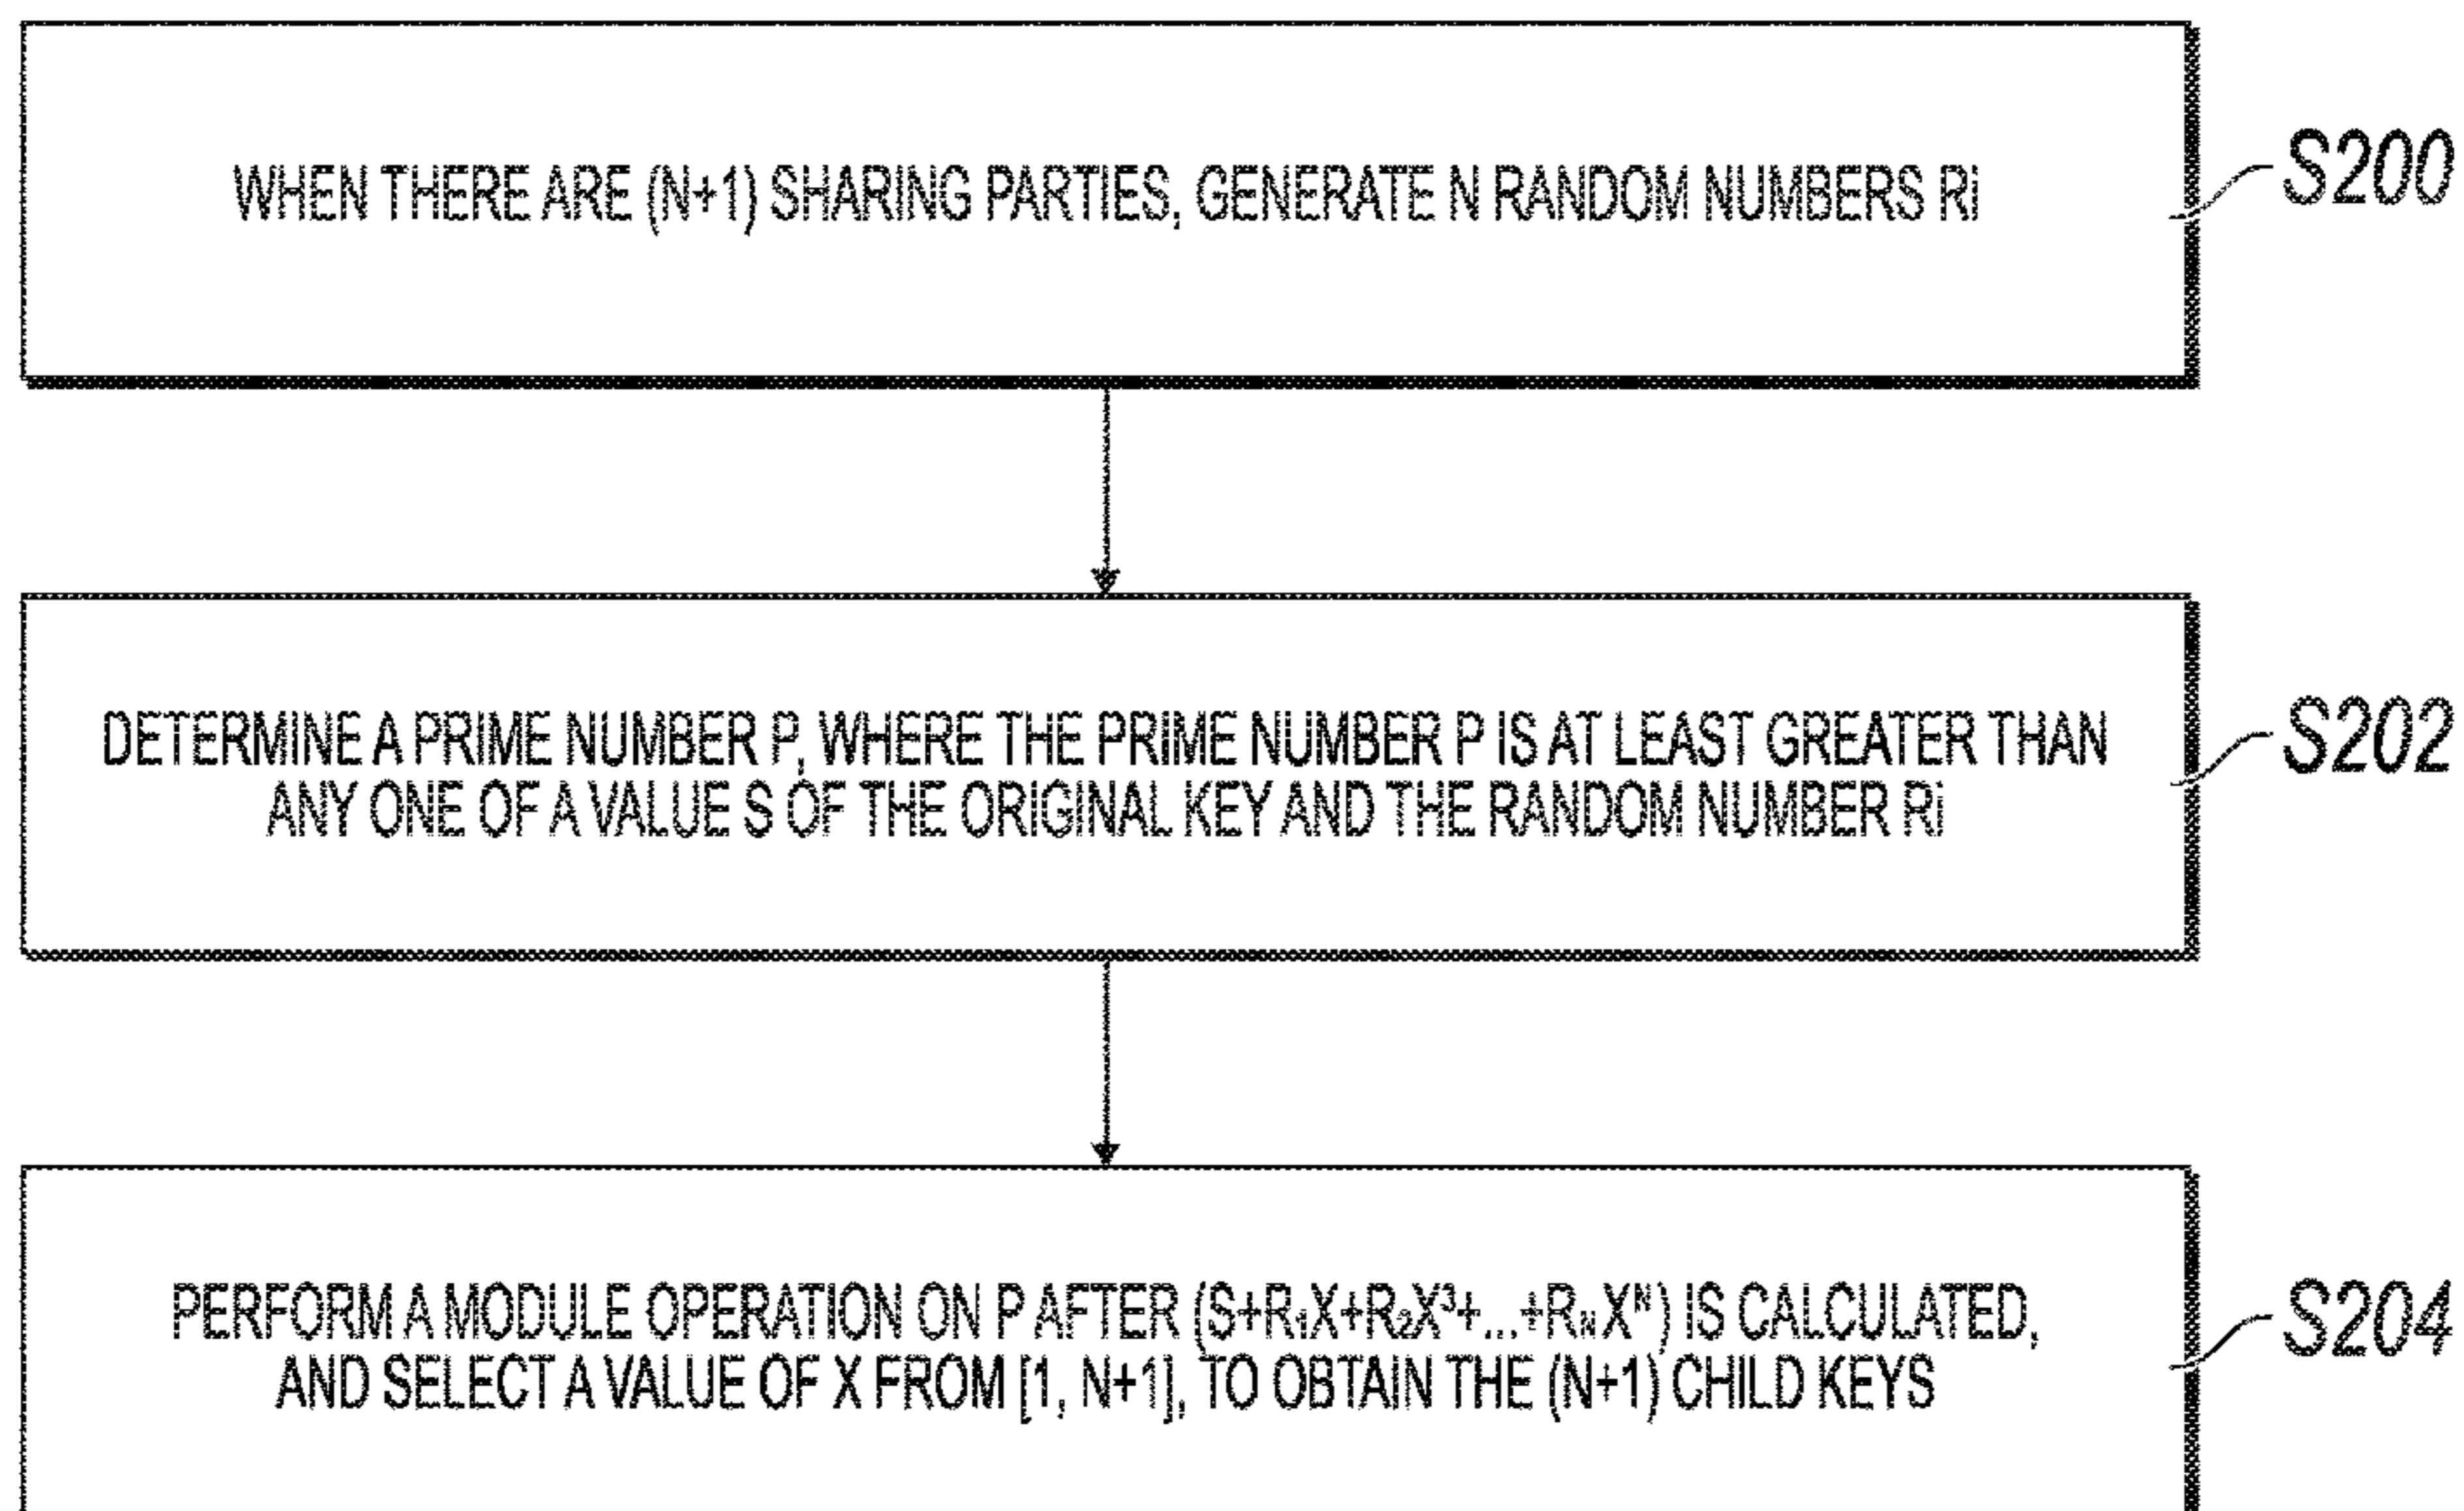 WHEN THERE ARE (N+1) SHARING PARTIES, GENERATE N RANDOM NUMBERS Ri
S200
DETERMINE A PRIME NUMBER P, WHERE THE PRIME NUMBER P IS AT LEAST GREATER THAN
ANY ONE OF A VALUE S OF THE ORIGINAL KEY AND THE RANDOM NUMBER Ri
S202
PERFORM A MODULE OPERATION ON P AFTER (S+R₁X+R₂X³+...+R_NX^N) IS CALCULATED,
AND SELECT A VALUE OF X FROM [1, N+1], TO OBTAIN THE (N+1) CHILD KEYS
S204